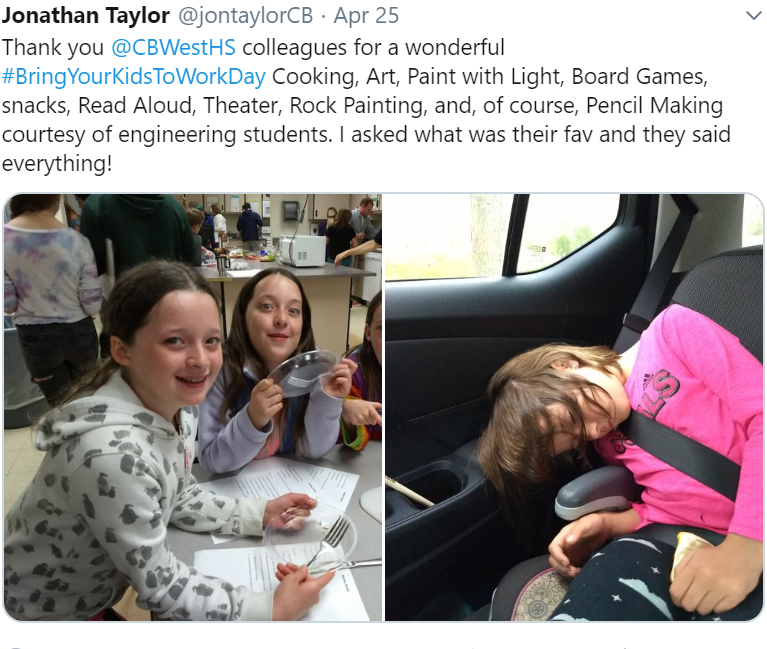 Jonathan Taylor @jontaylorCB · Apr 25
Thank you @CBWestHS colleagues for a wonderful
#BringYourKidsToWorkDay Cooking, Art, Paint with Light, Board Games,
snacks, Read Aloud, Theater, Rock Painting, and, of course, Pencil Making
courtesy of engineering students. I asked what was their fav and they said
everything!